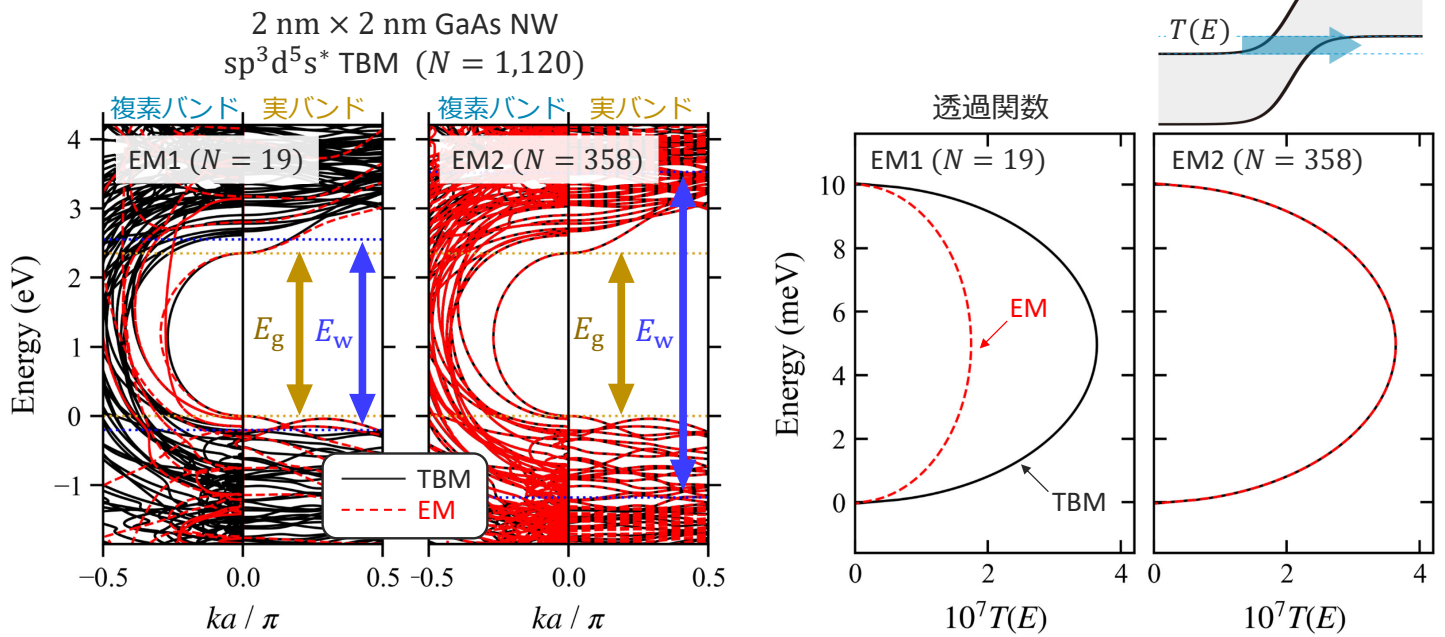 2 nm × 2 nm GaAs NW
sp³d⁵s* TBM (N = 1,120)
複素バンド 実バンド 複素バンド 実バンド
EM1 (N = 19)
EM2 (N = 358)
Energy (eV)
4
3
2
1
0
−1
E_g
E_w
E_g
E_w
TBM
EM
−0.5 0.0 0.5
−0.5 0.0 0.5
ka / π
ka / π
T(E)
透過関数
EM1 (N = 19)
EM2 (N = 358)
Energy (meV)
10
8
6
4
2
0
EM
TBM
0 2 4
0 2 4
10⁷T(E)
10⁷T(E)